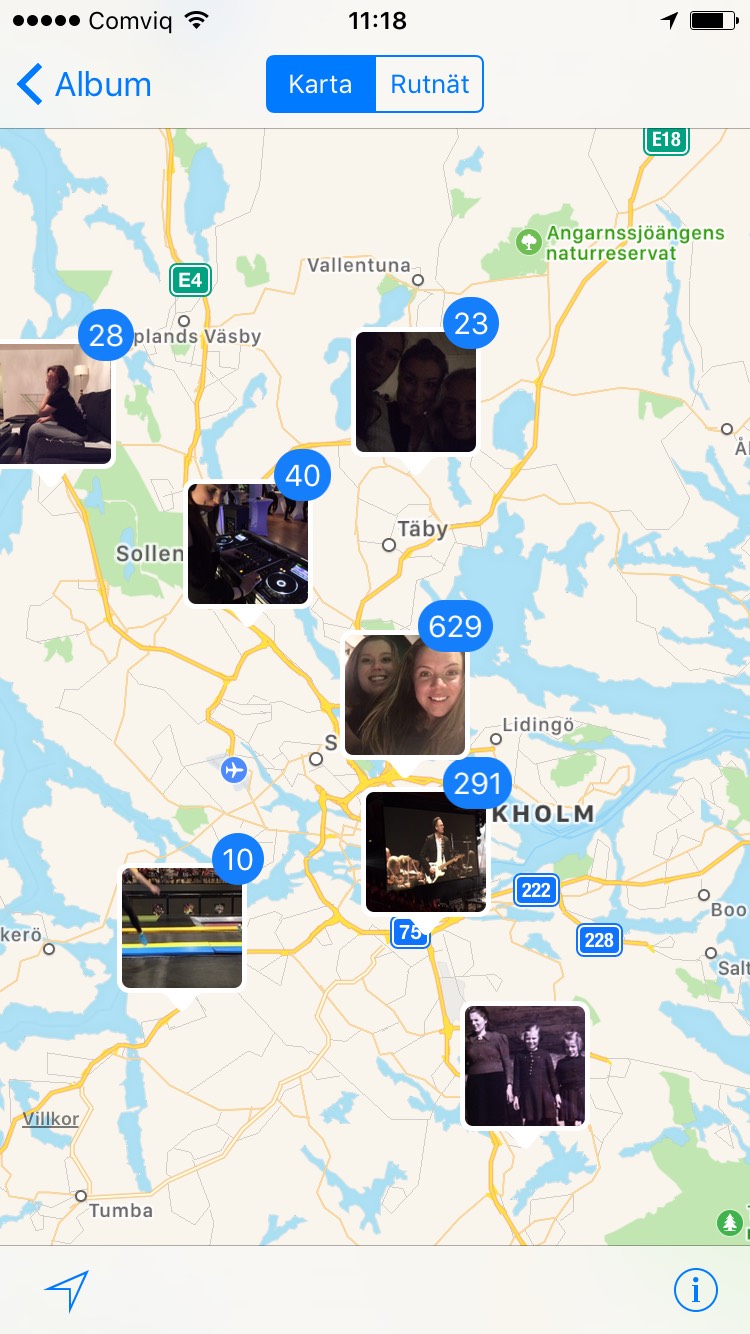 Comviq 11:18
Album Karta Rutnät
E18
Angarnssjöängens
naturreservat
Vallentuna
E4
28 plands Väsby 23
40
Täby
Sollen
629
Lidingö
S
291
KHOLM
10
222
75
Boo
kerö
228
Salt
Villkor
Tumba